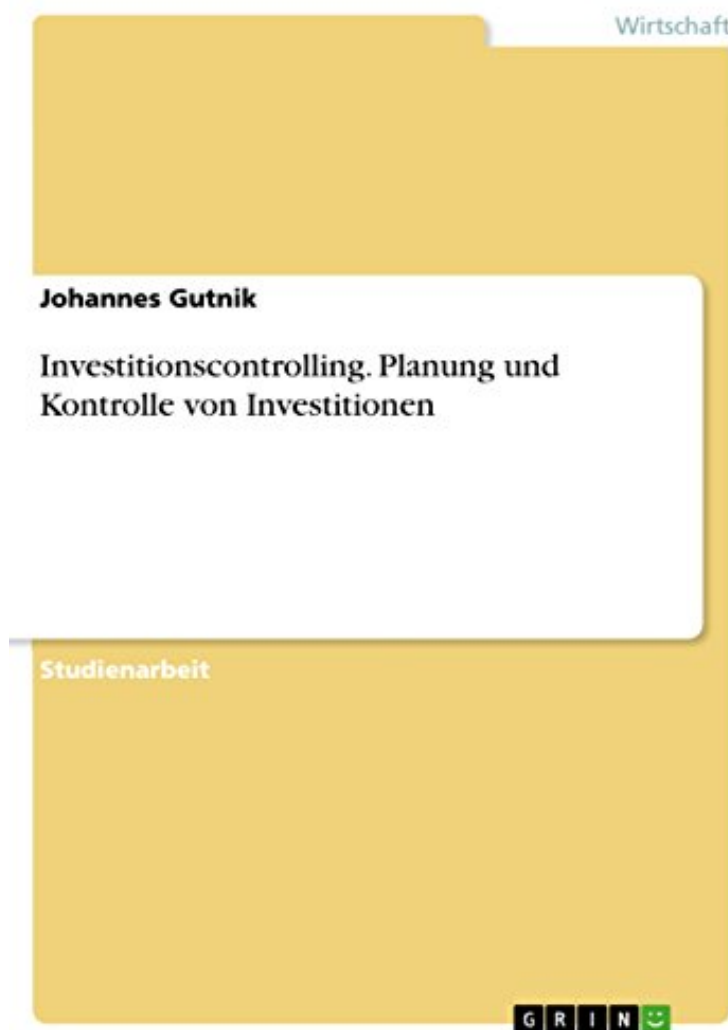 Wirtschaft
Johannes Gutnik
Investitionscontrolling. Planung und
Kontrolle von Investitionen
Studienarbeit
GRIN